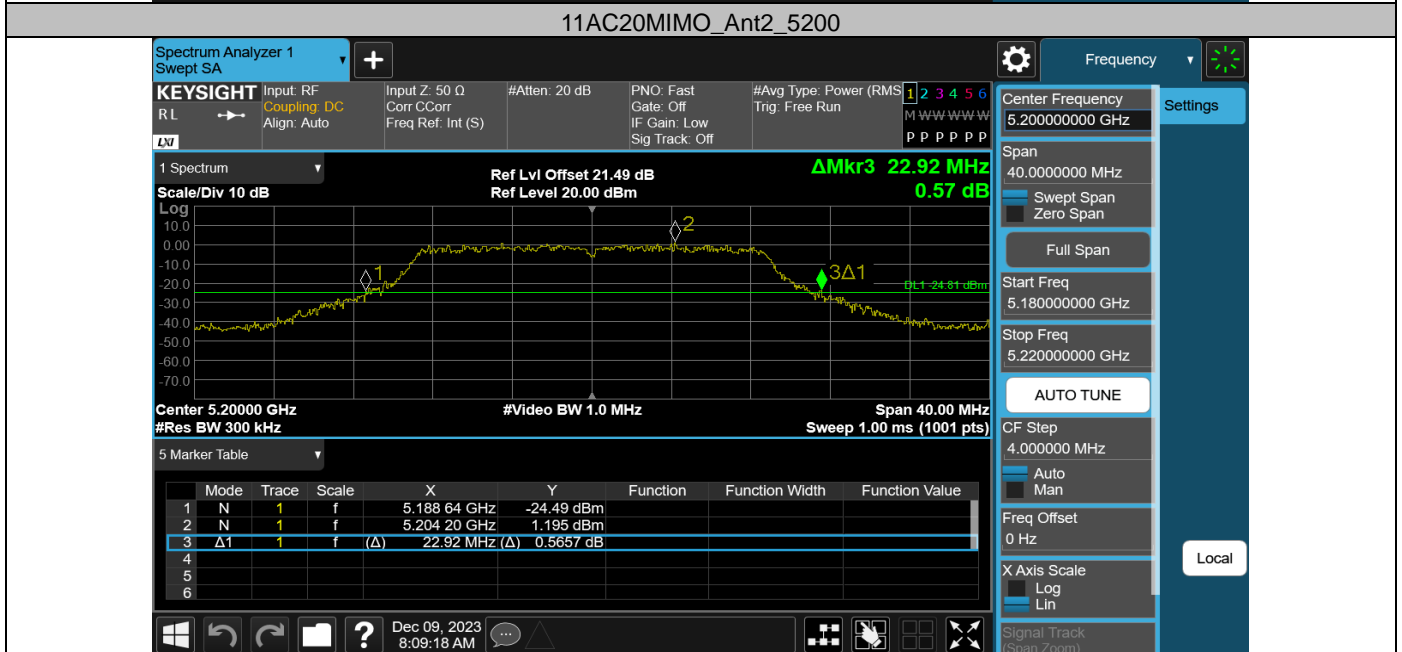 11AC20MIMO_Ant2_5200
Spectrum Analyzer 1
Swept SA
Frequency
KEYSIGHT
RL
LXI
Input: RF
Coupling: DC
Align: Auto
Input Z: 50 Ω
Corr CCorr
Freq Ref: Int (S)
#Atten: 20 dB
PNO: Fast
Gate: Off
IF Gain: Low
Sig Track: Off
#Avg Type: Power (RMS
Trig: Free Run
1 2 3 4 5 6
M W W W W W
P P P P P P
1 Spectrum
Scale/Div 10 dB
Log
Ref Lvl Offset 21.49 dB
Ref Level 20.00 dBm
ΔMkr3 22.92 MHz
0.57 dB
10.0
0.00
-10.0
-20.0
-30.0
-40.0
-50.0
-60.0
-70.0
1
2
3Δ1
DL1 -24.81 dBm
Center 5.20000 GHz
#Res BW 300 kHz
#Video BW 1.0 MHz
Span 40.00 MHz
Sweep 1.00 ms (1001 pts)
5 Marker Table
Mode Trace Scale X Y Function Function Width Function Value
1 N 1 f 5.188 64 GHz -24.49 dBm
2 N 1 f 5.204 20 GHz 1.195 dBm
3 Δ1 1 f (Δ) 22.92 MHz (Δ) 0.5657 dB
4
5
6
Dec 09, 2023
8:09:18 AM
Center Frequency
5.200000000 GHz
Span
40.0000000 MHz
Swept Span
Zero Span
Full Span
Start Freq
5.180000000 GHz
Stop Freq
5.220000000 GHz
AUTO TUNE
CF Step
4.000000 MHz
Auto
Man
Freq Offset
0 Hz
X Axis Scale
Log
Lin
Signal Track
(Span Zoom)
Settings
Local